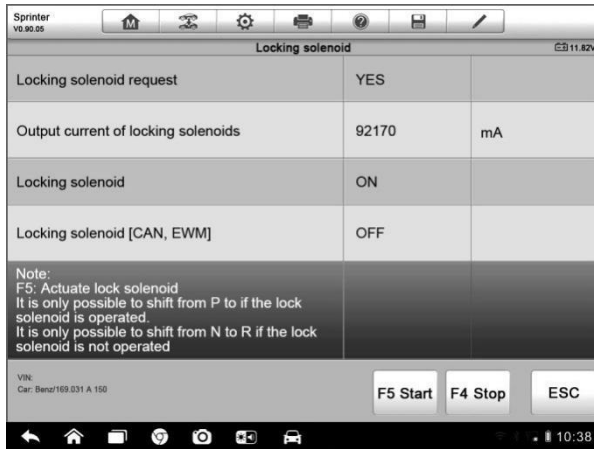 Sprinter
V0.90.05
Locking solenoid
11.82V
Locking solenoid request YES
Output current of locking solenoids 92170 mA
Locking solenoid ON
Locking solenoid [CAN, EWM] OFF
Note:
F5: Actuate lock solenoid
It is only possible to shift from P to if the lock
solenoid is operated.
It is only possible to shift from N to R if the lock
solenoid is not operated
VIN:
Car: Benz/169.031 A 150
F5 Start F4 Stop ESC
10:38